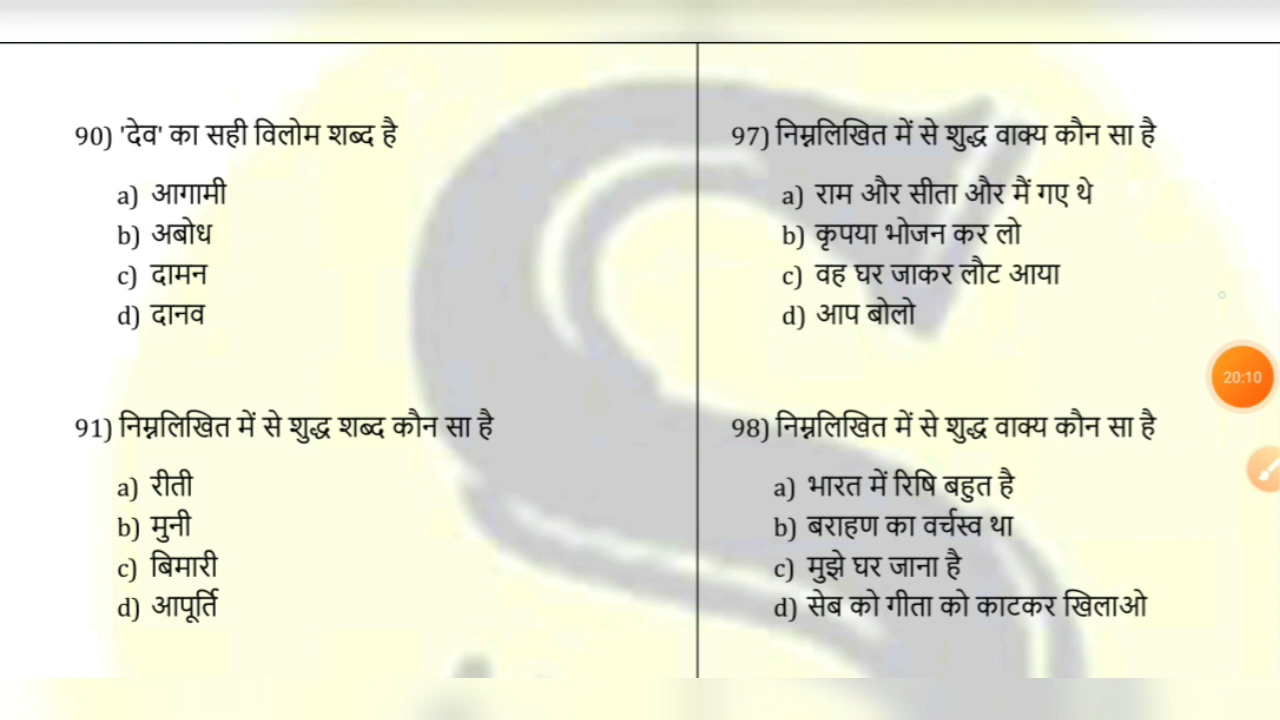 90) 'देव' का सही विलोम शब्द है
a) आगामी
b) अबोध
c) दामन
d) दानव
91) निम्नलिखित में से शुद्ध शब्द कौन सा है
a) रीती
b) मुनी
c) बिमारी
d) आपूर्ति
97) निम्नलिखित में से शुद्ध वाक्य कौन सा है
a) राम और सीता और मैं गए थे
b) कृपया भोजन कर लो
c) वह घर जाकर लौट आया
d) आप बोलो
98) निम्नलिखित में से शुद्ध वाक्य कौन सा है
a) भारत में रिषि बहुत है
b) बराहण का वर्चस्व था
c) मुझे घर जाना है
d) सेब को गीता को काटकर खिलाओ
20:10